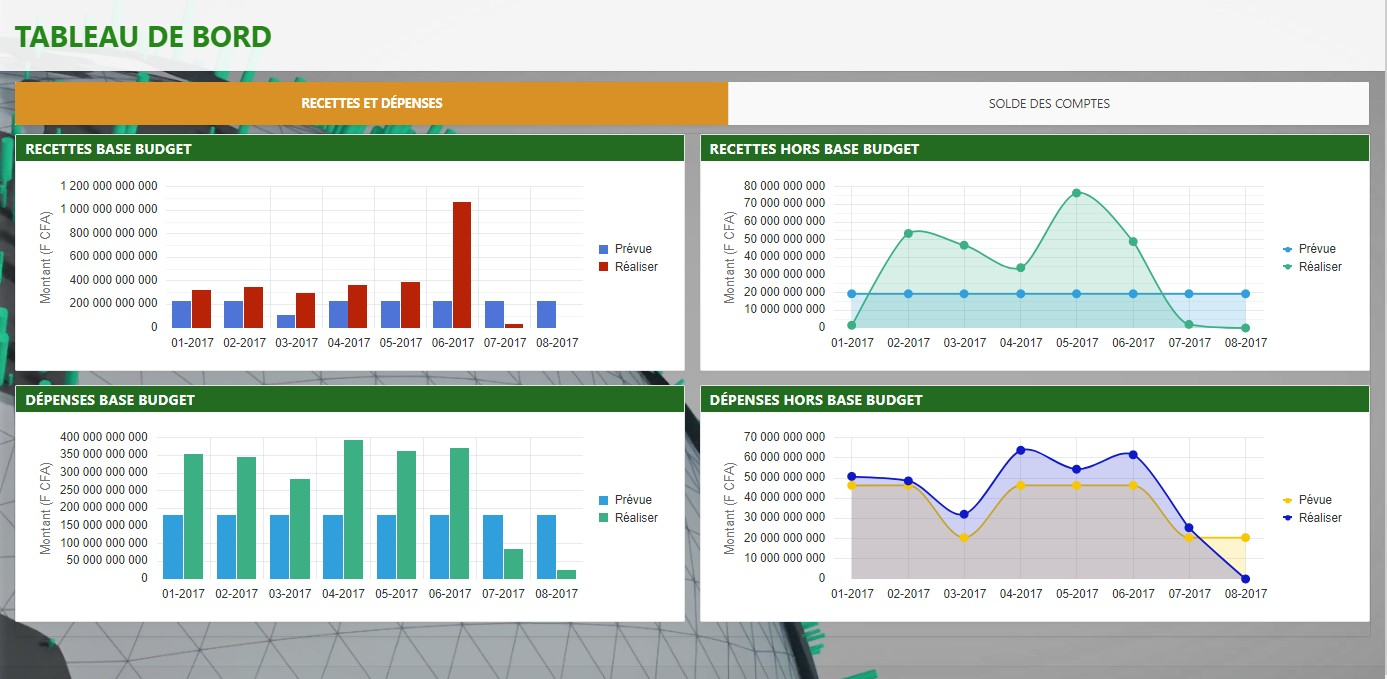 TABLEAU DE BORD
RECETTES ET DÉPENSES
SOLDE DES COMPTES
RECETTES BASE BUDGET
Montant (F CFA)
1 200 000 000 000
1 000 000 000 000
800 000 000 000
600 000 000 000
400 000 000 000
200 000 000 000
0
01-2017 02-2017 03-2017 04-2017 05-2017 06-2017 07-2017 08-2017
Prévue
Réaliser
RECETTES HORS BASE BUDGET
Montant (F CFA)
80 000 000 000
70 000 000 000
60 000 000 000
50 000 000 000
40 000 000 000
30 000 000 000
20 000 000 000
10 000 000 000
0
01-2017 02-2017 03-2017 04-2017 05-2017 06-2017 07-2017 08-2017
Prévue
Réaliser
DÉPENSES BASE BUDGET
Montant (F CFA)
400 000 000 000
350 000 000 000
300 000 000 000
250 000 000 000
200 000 000 000
150 000 000 000
100 000 000 000
50 000 000 000
0
01-2017 02-2017 03-2017 04-2017 05-2017 06-2017 07-2017 08-2017
Prévue
Réaliser
DÉPENSES HORS BASE BUDGET
Montant (F CFA)
70 000 000 000
60 000 000 000
50 000 000 000
40 000 000 000
30 000 000 000
20 000 000 000
10 000 000 000
0
01-2017 02-2017 03-2017 04-2017 05-2017 06-2017 07-2017 08-2017
Pévue
Réaliser